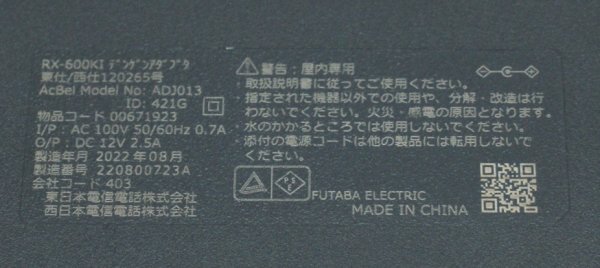 RX-600KI デンゲンアダプタ
東仕/西仕120265号
AcBel Model No: ADJ013
ID: 421G
物品コード 00671923
I/P: AC 100V 50/60Hz 0.7A
O/P: DC 12V 2.5A
製造年月 2022年08月
製造番号 220800723A
会社コード 403
東日本電信電話株式会社
西日本電信電話株式会社
警告:屋内専用
・取扱説明書に従ってご使用ください。
・指定された機器以外での使用や、分解・改造は行
わないでください。火災・感電の原因となります。
・水のかかるところでは使用しないでください。
・添付の電源コードは他の製品には転用しないで
ください。
PSE
FUTABA ELECTRIC
MADE IN CHINA